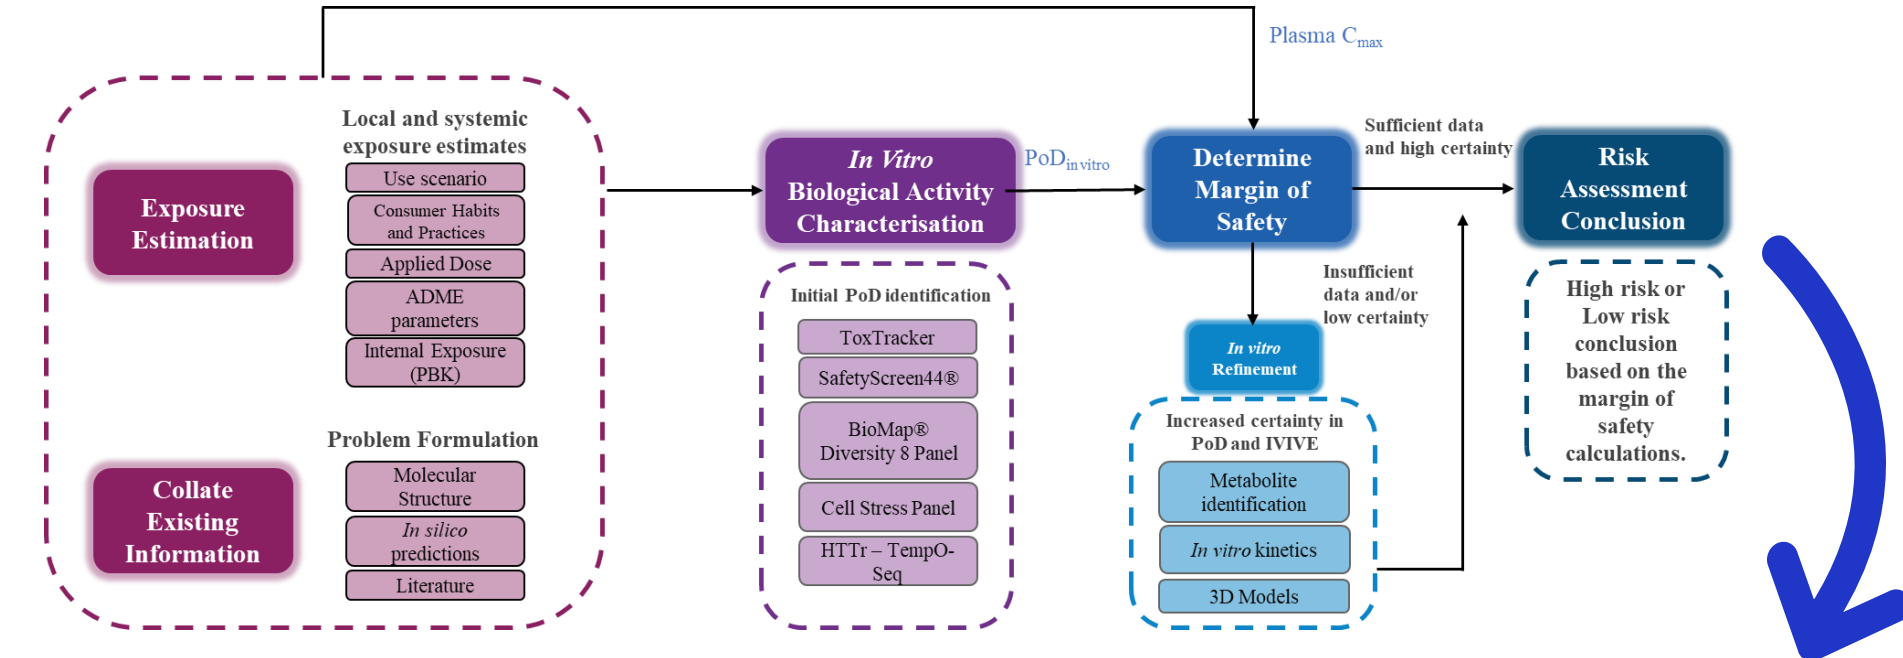 Plasma Cmax
Local and systemic
exposure estimates
Exposure
Estimation
Use scenario
Consumer Habits
and Practices
Applied Dose
ADME
parameters
Internal Exposure
(PBK)
Problem Formulation
Collate
Existing
Information
Molecular
Structure
In silico
predictions
Literature
In Vitro
Biological Activity
Characterisation
PoDin vitro
Initial PoD identification
ToxTracker
SafetyScreen44®
BioMap®
Diversity 8 Panel
Cell Stress Panel
HTTr – TempO-
Seq
Determine
Margin of
Safety
Sufficient data
and high certainty
Insufficient
data and/or
low certainty
In vitro
Refinement
Increased certainty in
PoD and IVIVE
Metabolite
identification
In vitro kinetics
3D Models
Risk
Assessment
Conclusion
High risk or
Low risk
conclusion
based on the
margin of
safety
calculations.